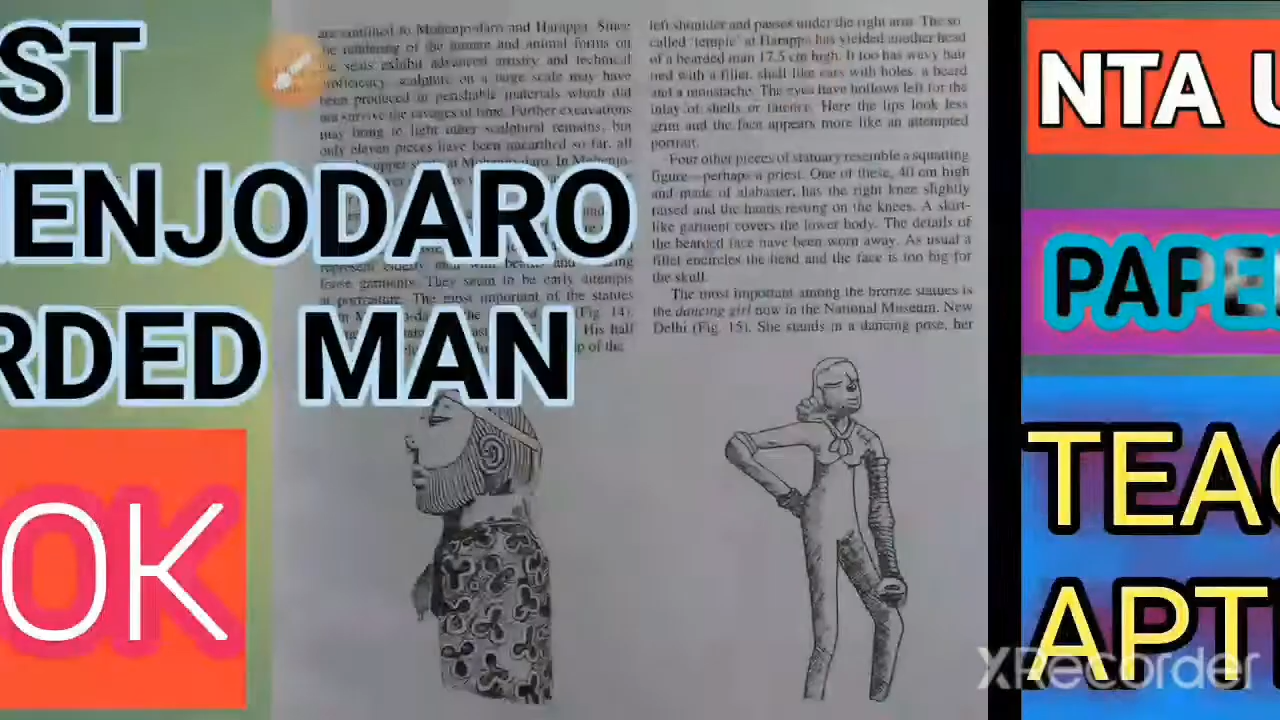 ST
ENJODARO
RDED MAN
OK
are confined to Mohenjodaro and Harappa. Since
the rendering of the human and animal forms on
the seals exhibit advanced artistry and technical
proficiency, sculpture on a large scale may have
been produced in perishable materials which did
not survive the ravages of time. Further excavations
may bring to light other sculptural remains, but
only eleven pieces have been unearthed so far, all
upper at Mohenjodaro. In Mohenjo-
represent elderly men with beards and
loose garments. They seem to be early attempts
at portraiture. The most important of the statues
(Fig. 14).
His half
of the
left shoulder and passes under the right arm. The so
called 'temple' at Harappa has yielded another head
of a bearded man 17.5 cm high. It too has wavy hair
tied with a fillet, shell like ears with holes, a beard
and a moustache. The eyes have hollows left for the
inlay of shells or faience. Here the lips look less
grim and the face appears more like an attempted
portrait.
Four other pieces of statuary resemble a squatting
figure—perhaps a priest. One of these, 40 cm high
and made of alabaster, has the right knee slightly
raised and the hands resting on the knees. A skirt-
like garment covers the lower body. The details of
the bearded face have been worn away. As usual a
fillet encircles the head and the face is too big for
the skull.
The most important among the bronze statues is
the dancing girl now in the National Museum, New
Delhi (Fig. 15). She stands in a dancing pose, her
NTA U
PAPE
TEAC
APT
XRecorder